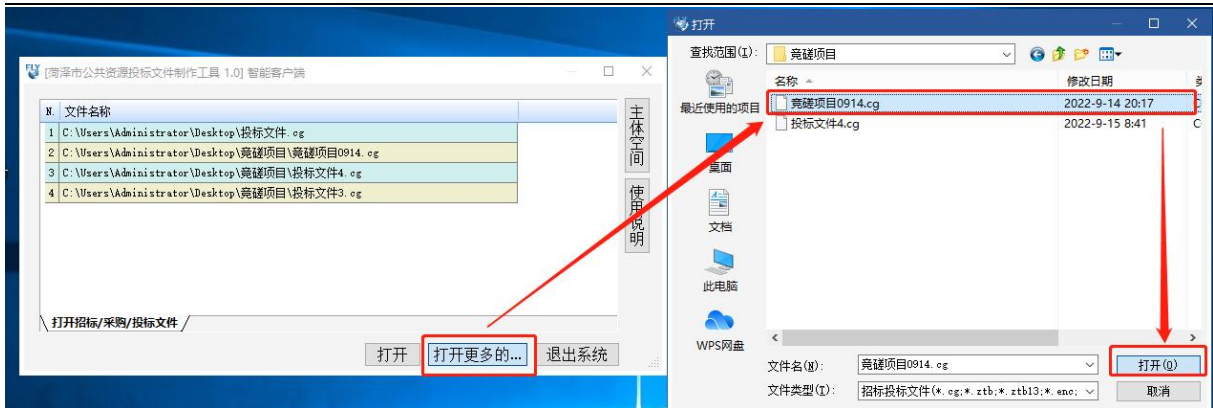 [菏泽市公共资源投标文件制作工具 1.0] 智能客户端
N. 文件名称
1 C:\Users\Administrator\Desktop\投标文件.cg
2 C:\Users\Administrator\Desktop\竞磋项目\竞磋项目0914.cg
3 C:\Users\Administrator\Desktop\竞磋项目\投标文件4.cg
4 C:\Users\Administrator\Desktop\竞磋项目\投标文件3.cg
主体空间
使用说明
打开招标/采购/投标文件
打开 打开更多的... 退出系统
打开
查找范围(I): 竞磋项目
名称 修改日期
竞磋项目0914.cg 2022-9-14 20:17
投标文件4.cg 2022-9-15 8:41
最近使用的项目
桌面
文档
此电脑
WPS网盘
文件名(N): 竞磋项目0914.cg 打开(O)
文件类型(T): 招标投标文件(*.cg;*.ztb;*.ztb13;*.enc; 取消